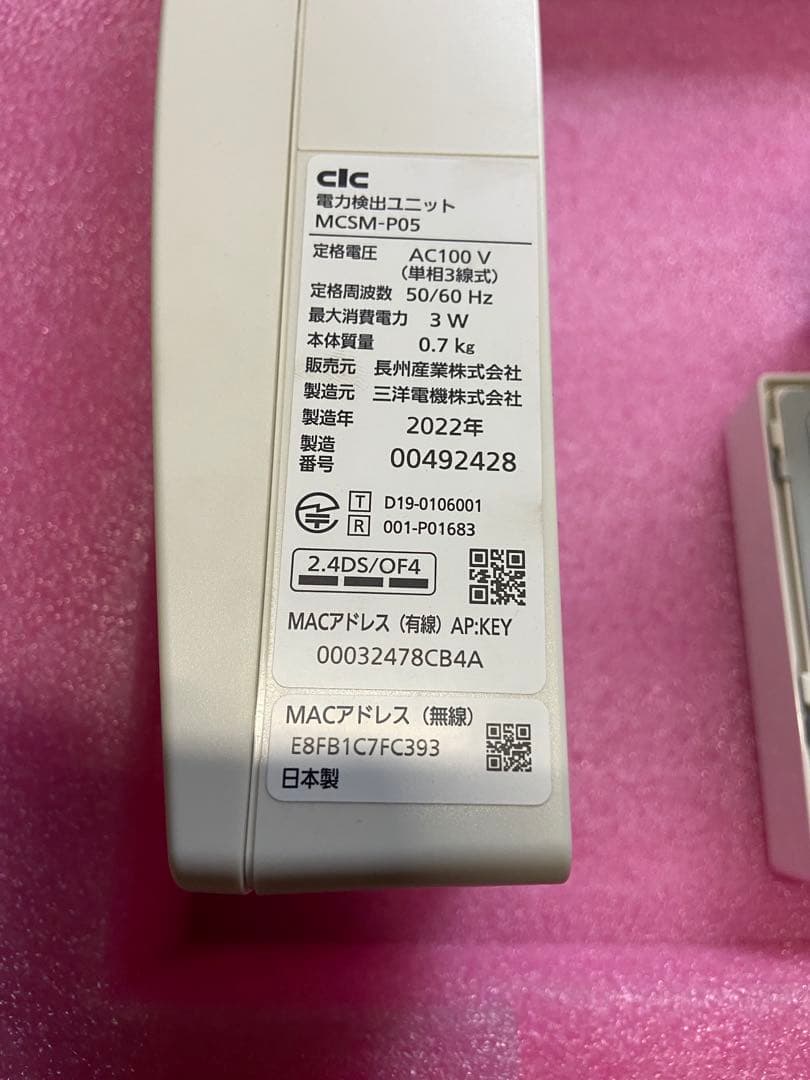 CIC
電力検出ユニット
MCSM-P05
定格電圧 AC100 V
(単相3線式)
定格周波数 50/60 Hz
最大消費電力 3 W
本体質量 0.7 kg
販売元 長州産業株式会社
製造元 三洋電機株式会社
製造年 2022年
製造番号 00492428
T D19-0106001
R 001-P01683
2.4DS/OF4
MACアドレス (有線) AP:KEY
00032478CB4A
MACアドレス (無線)
E8FB1C7FC393
日本製